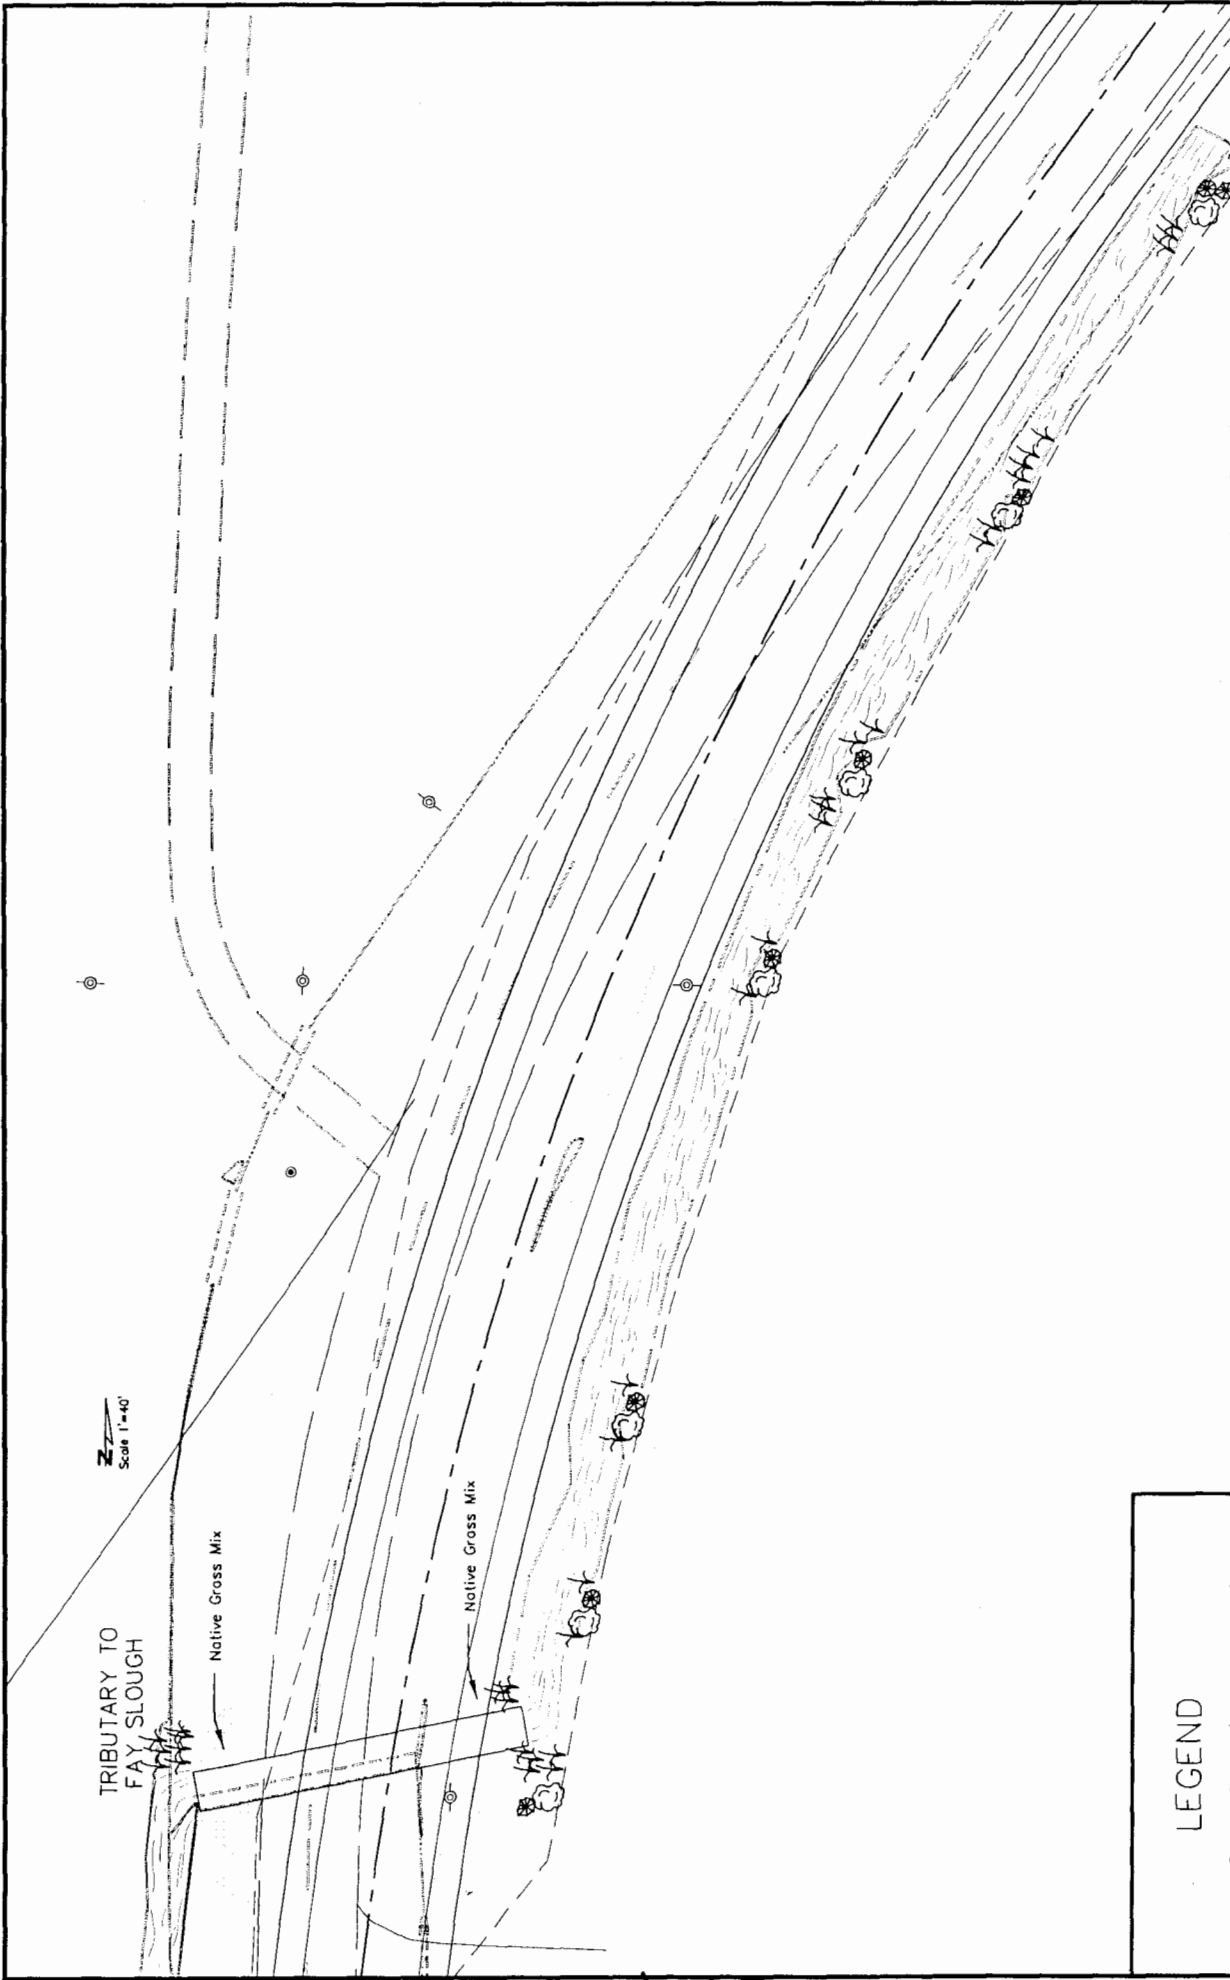 N
Scale 1"=40'
TRIBUTARY TO
FAY SLOUGH
Native Grass Mix
Native Grass Mix
LEGEND